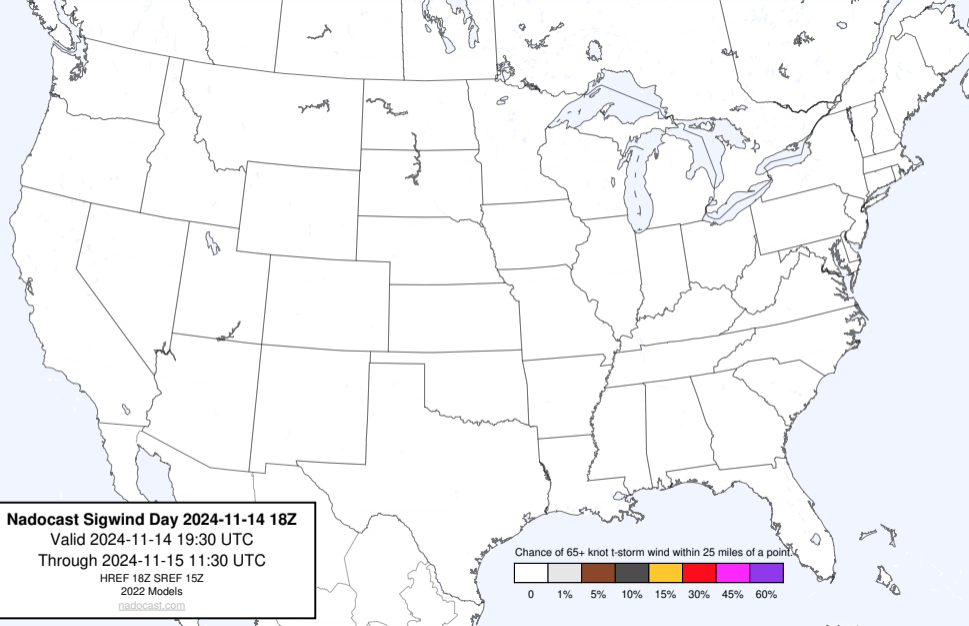 Nadocast Sigwind Day 2024-11-14 18Z
Valid 2024-11-14 19:30 UTC
Through 2024-11-15 11:30 UTC
HREF 18Z SREF 15Z
2022 Models
nadocast.com
Chance of 65+ knot t-storm wind within 25 miles of a point.
0 1% 5% 10% 15% 30% 45% 60%